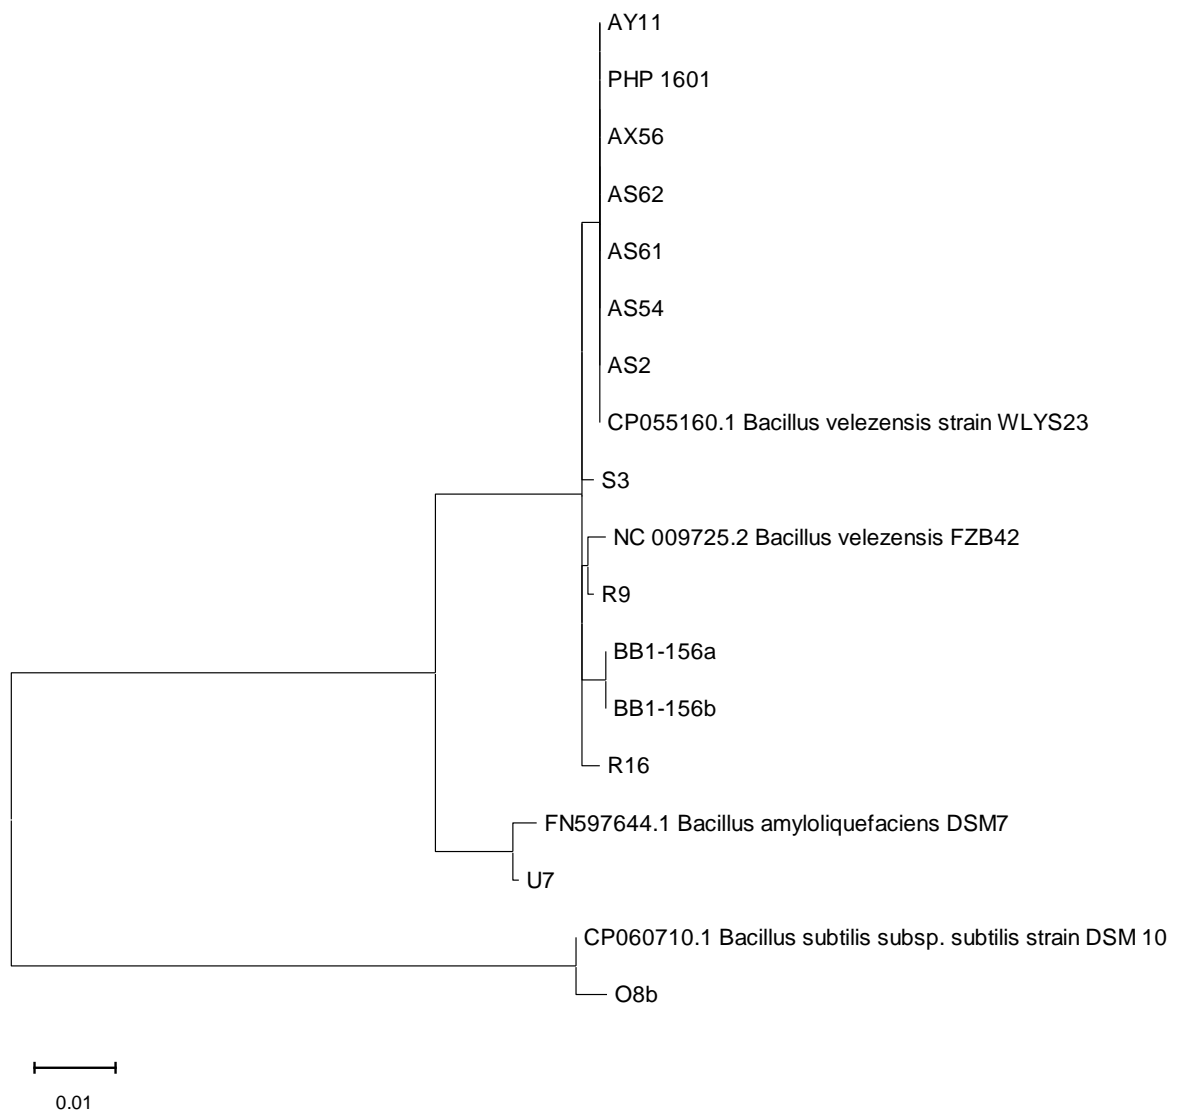 AY11
PHP 1601
AX56
AS62
AS61
AS54
AS2
CP055160.1 Bacillus velezensis strain WLYS23
S3
NC 009725.2 Bacillus velezensis FZB42
R9
BB1-156a
BB1-156b
R16
FN597644.1 Bacillus amyloliquefaciens DSM7
U7
CP060710.1 Bacillus subtilis subsp. subtilis strain DSM 10
O8b
0.01